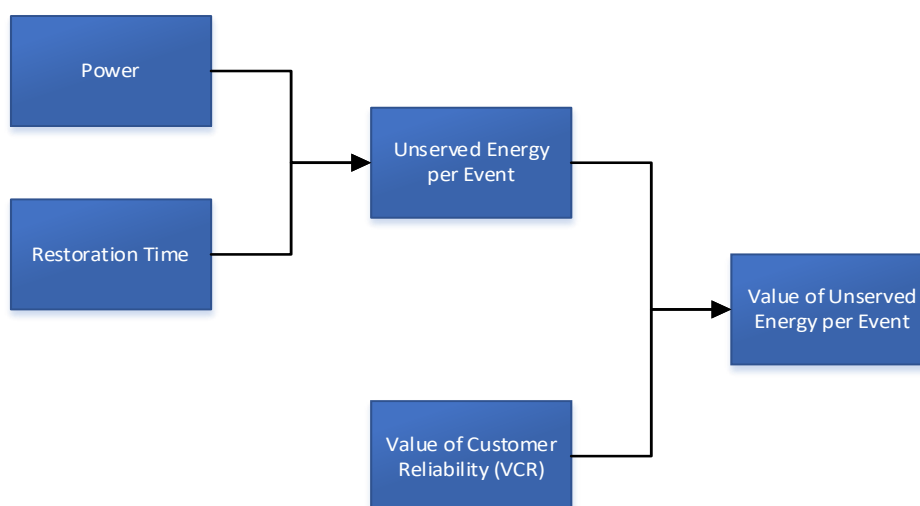 Power
Unserved Energy
per Event
Restoration Time
Value of Unserved
Energy per Event
Value of Customer
Reliability (VCR)